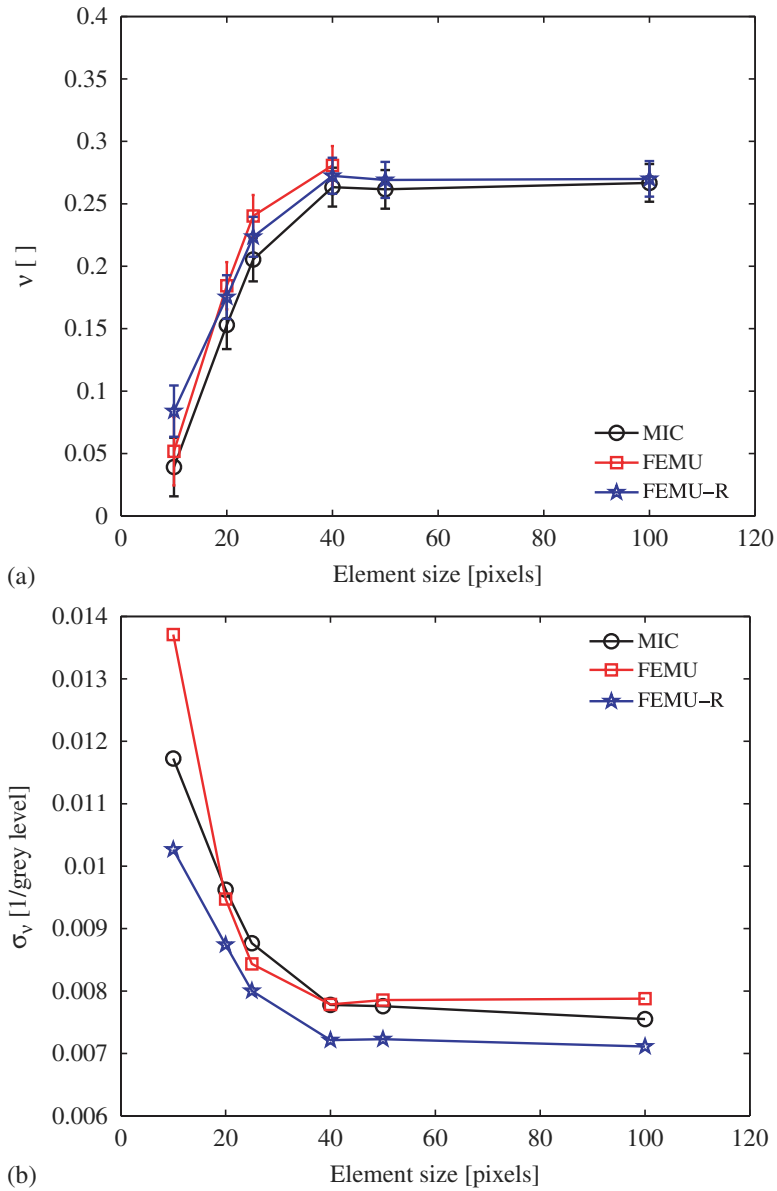 0.4
0.35
0.3
0.25
0.2
0.15
0.1
0.05
0
ν [ ]
MIC
FEMU
FEMU–R
0 20 40 60 80 100 120
Element size [pixels]
(a)
0.014
0.014
0.012
0.011
0.01
0.009
0.008
0.007
0.006
σν [1/grey level]
MIC
FEMU
FEMU–R
0 20 40 60 80 100 120
Element size [pixels]
(b)